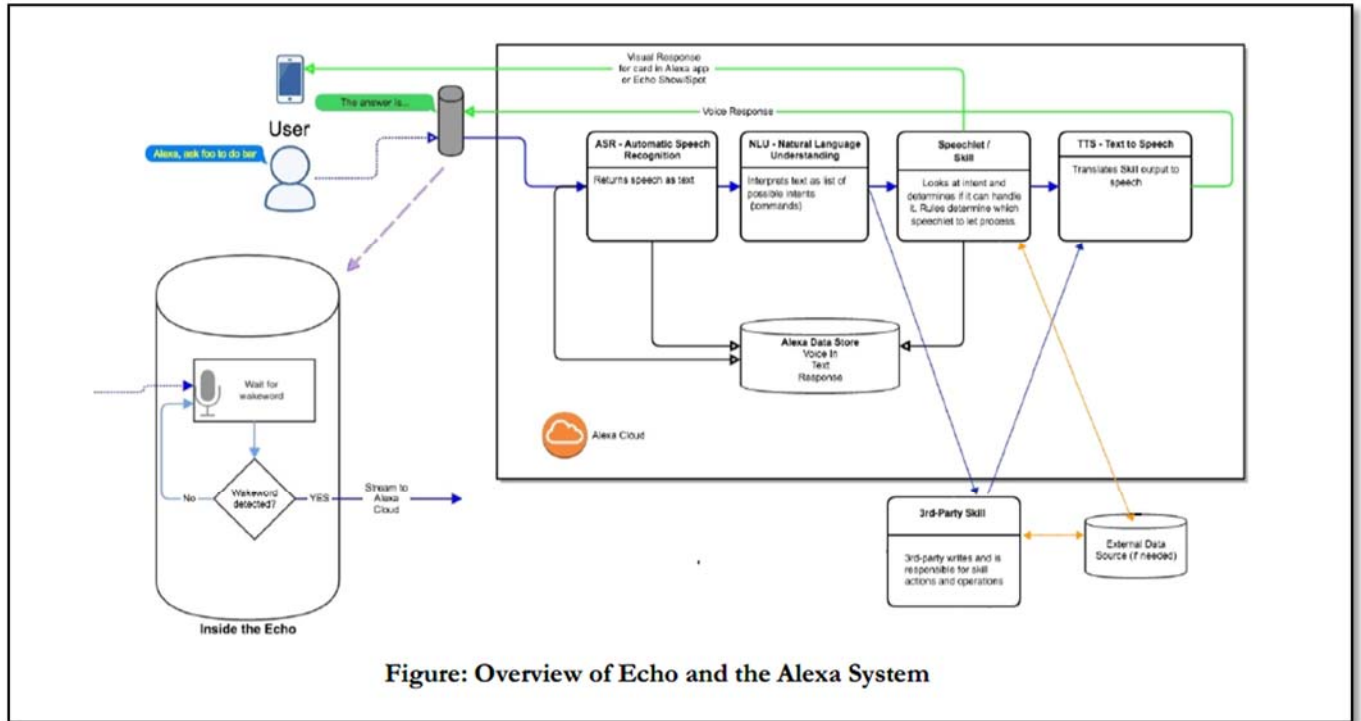 Visual Response
for card in Alexa app
or Echo Show/Spot
The answer is...
Voice Response
User
Alexa, ask foo to do bar
ASR - Automatic Speech
Recognition
Returns speech as text
NLU - Natural Language
Understanding
Interprets text as list of
possible intents
(commands)
Speechlet /
Skill
Looks at intent and
determines if it can handle
it. Rules determine which
speechlet to let process.
TTS - Text to Speech
Translates Skill output to
speech
Alexa Data Store
Voice In
Text
Response
Alexa Cloud
Wait for
wakeword
Wakeword
detected?
No
YES
Stream to
Alexa
Cloud
Inside the Echo
3rd-Party Skill
3rd-party writes and is
responsible for skill
actions and operations
External Data
Source (if needed)
Figure: Overview of Echo and the Alexa System